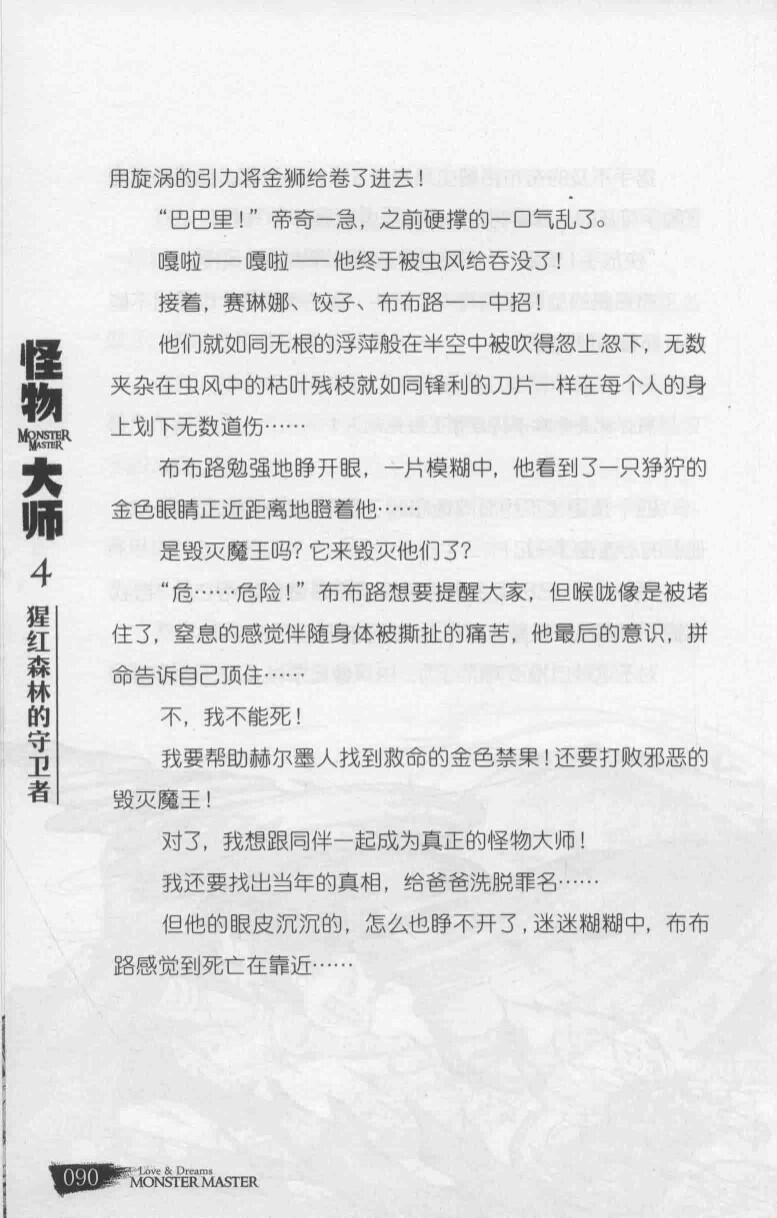 用旋涡的引力将金狮给卷了进去！
“巴巴里！”帝奇一急，之前硬撑的一口气乱了。
嘎啦——嘎啦——他终于被虫风给吞没了！
接着，赛琳娜、饺子、布布路一一中招！
他们就如同无根的浮萍般在半空中被吹得忽上忽下，无数
夹杂在虫风中的枯叶残枝就如同锋利的刀片一样在每个人的身
上划下无数道伤……
布布路勉强地睁开眼，一片模糊中，他看到了一只狰狞的
金色眼睛正近距离地瞪着他……
是毁灭魔王吗？它来毁灭他们了？
“危……危险！”布布路想要提醒大家，但喉咙像是被堵
住了，窒息的感觉伴随身体被撕扯的痛苦，他最后的意识，拼
命告诉自己顶住……
不，我不能死！
我要帮助赫尔墨人找到救命的金色禁果！还要打败邪恶的
毁灭魔王！
对了，我想跟同伴一起成为真正的怪物大师！
我还要找出当年的真相，给爸爸洗脱罪名……
但他的眼皮沉沉的，怎么也睁不开了，迷迷糊糊中，布布
路感觉到死亡在靠近……
怪物
MONSTER
MASTER
大师
4
猩红森林的守卫者
090
Love & Dreams
MONSTER MASTER